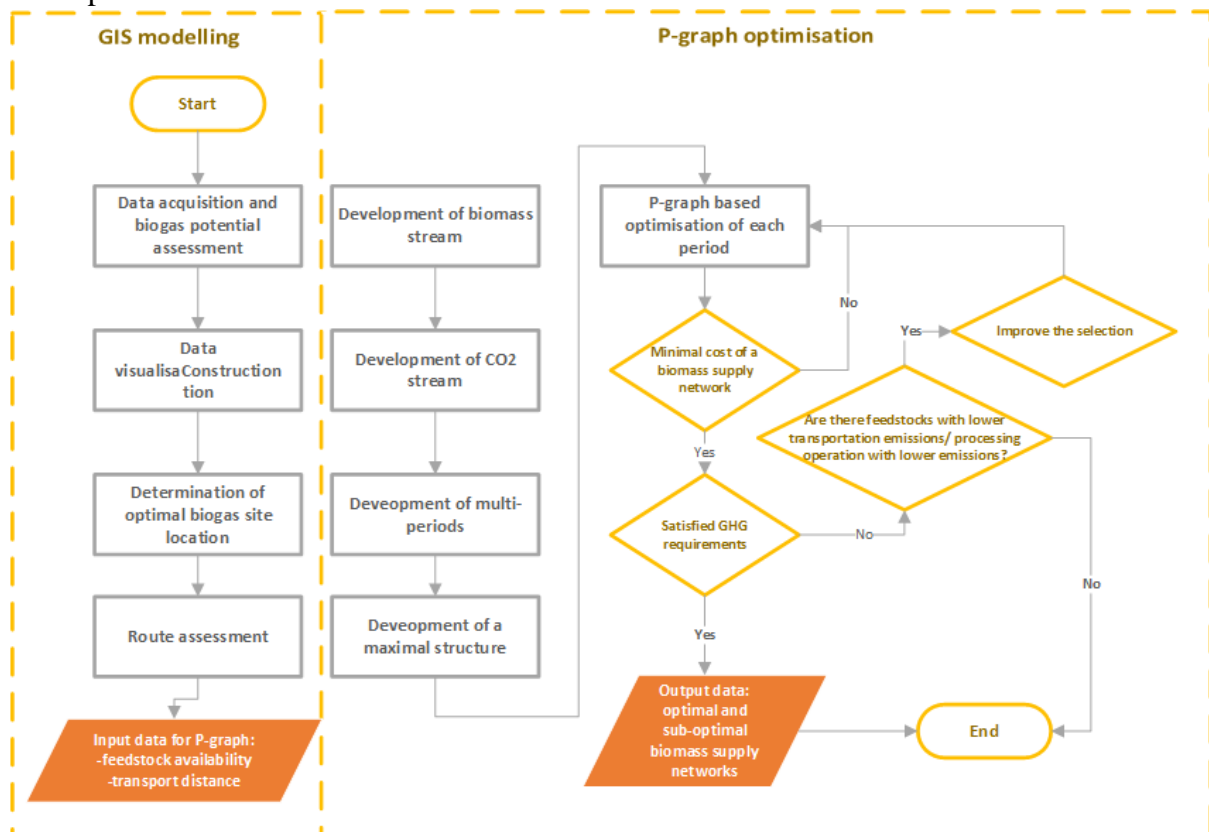 GIS modelling
Start
Data acquisition and
biogas potential
assessment
Data
visualisaConstruction
tion
Determination of
optimal biogas site
location
Route assessment
Input data for P-graph:
-feedstock availability
-transport distance
P-graph optimisation
Development of biomass
stream
Development of CO2
stream
Deveopment of multi-
periods
Deveopment of a
maximal structure
P-graph based
optimisation of each
period
No
Minimal cost of a
biomass supply
network
Yes
Satisfied GHG
requirements
No
Yes
Improve the selection
Are there feedstocks with lower
transportation emissions/ processing
operation with lower emissions?
No
Yes
Output data:
optimal and
sub-optimal
biomass supply
networks
End